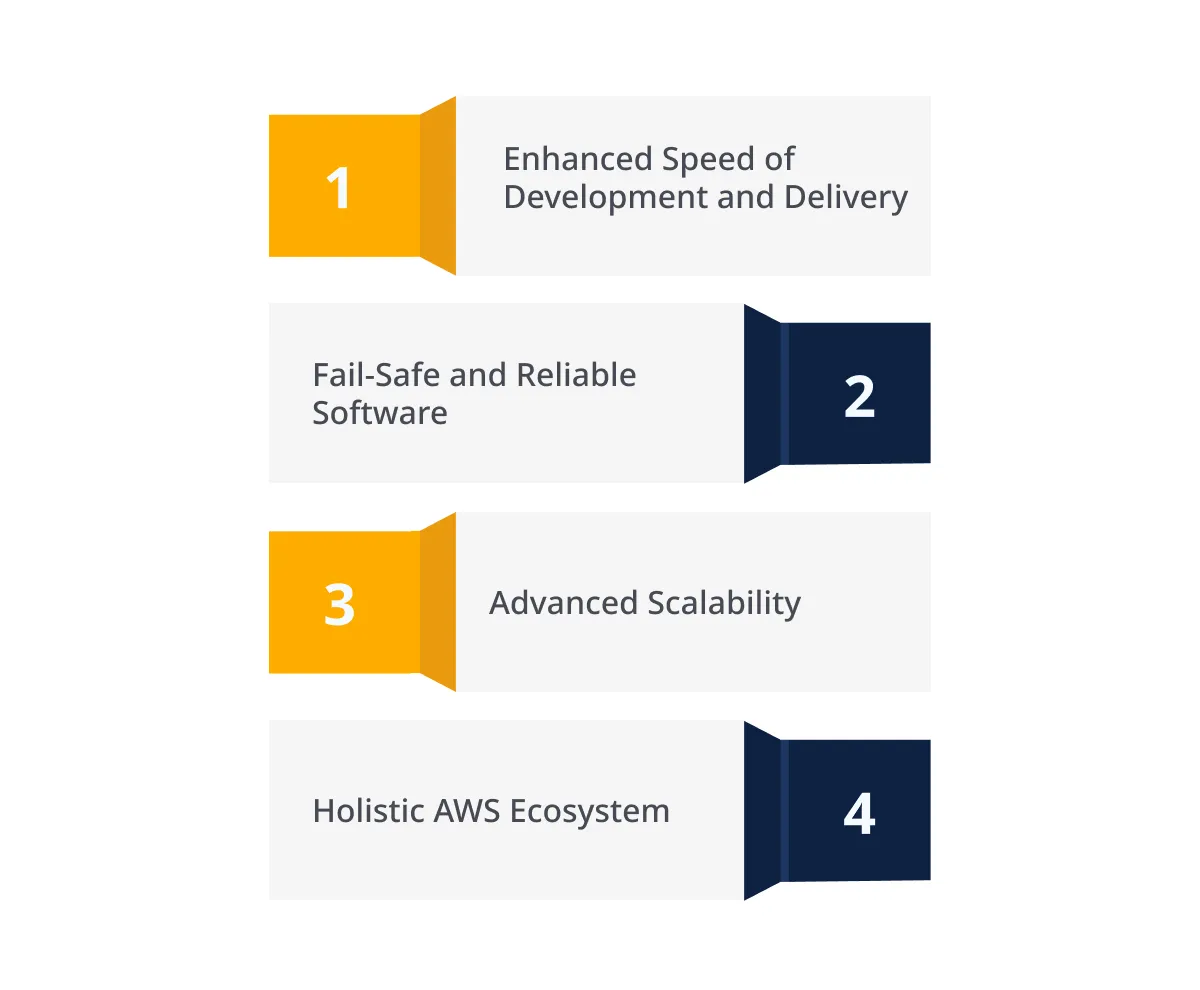 1
Enhanced Speed of
Development and Delivery
Fail-Safe and Reliable
Software
2
3
Advanced Scalability
Holistic AWS Ecosystem
4